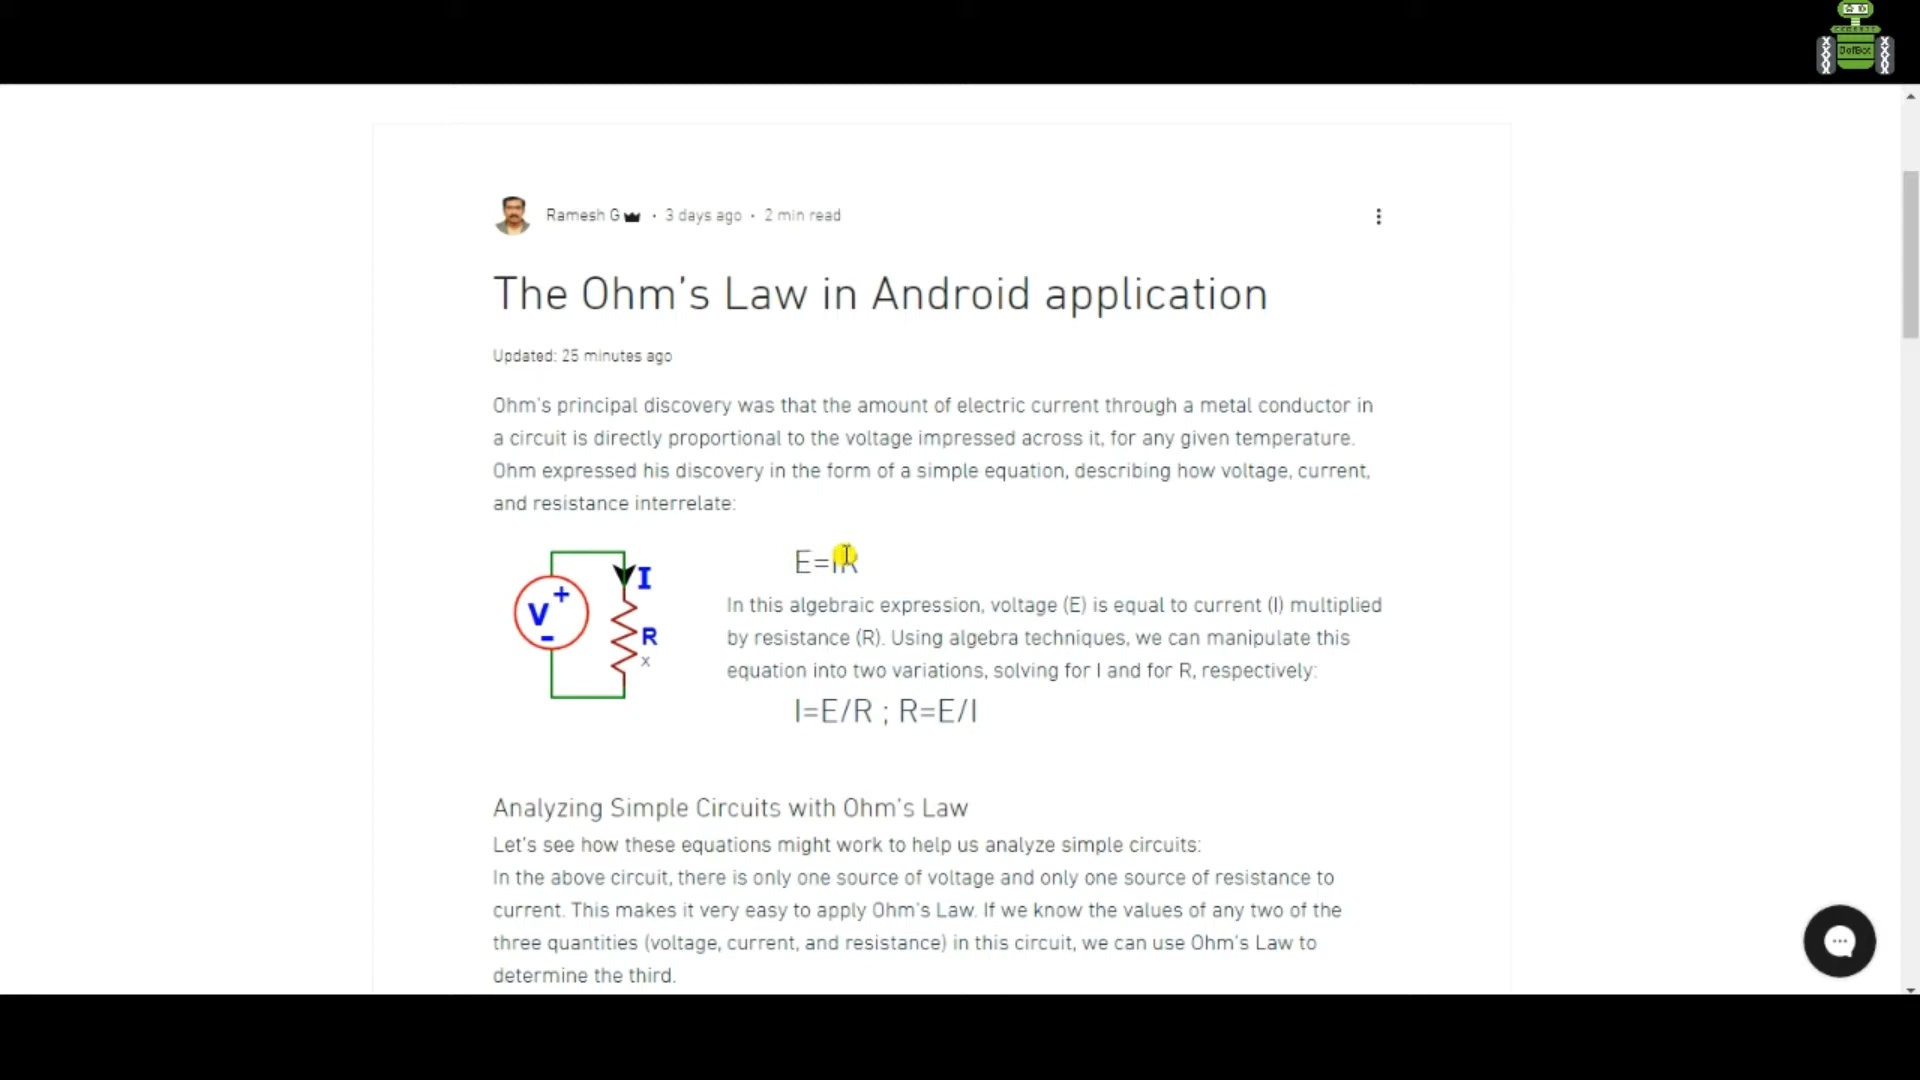 DofBot
Ramesh G · 3 days ago · 2 min read
The Ohm's Law in Android application
Updated: 25 minutes ago
Ohm's principal discovery was that the amount of electric current through a metal conductor in
a circuit is directly proportional to the voltage impressed across it, for any given temperature.
Ohm expressed his discovery in the form of a simple equation, describing how voltage, current,
and resistance interrelate:
E=IR
V + -
I
R
x
In this algebraic expression, voltage (E) is equal to current (I) multiplied
by resistance (R). Using algebra techniques, we can manipulate this
equation into two variations, solving for I and for R, respectively:
I=E/R ; R=E/I
Analyzing Simple Circuits with Ohm's Law
Let's see how these equations might work to help us analyze simple circuits:
In the above circuit, there is only one source of voltage and only one source of resistance to
current. This makes it very easy to apply Ohm's Law. If we know the values of any two of the
three quantities (voltage, current, and resistance) in this circuit, we can use Ohm's Law to
determine the third.